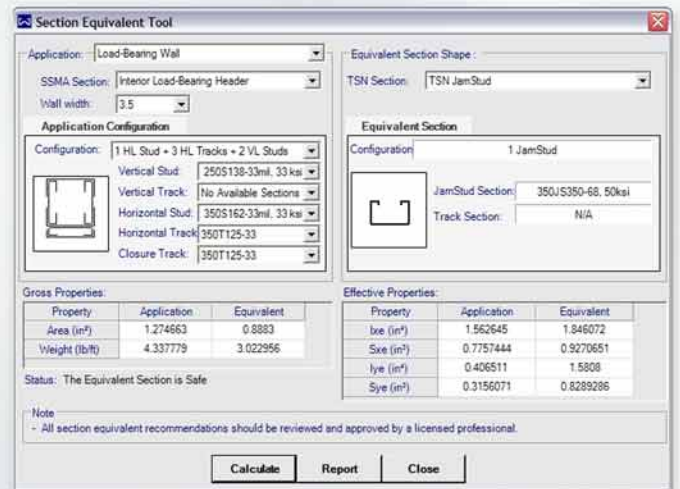 Section Equivalent Tool
Application: Load-Bearing Wall
SSMA Section: Interior Load-Bearing Header
Wall width: 3.5
Application Configuration
Configuration: 1 HL Stud + 3 HL Tracks + 2 VL Studs
Vertical Stud: 250S138-33mil, 33 ksi
Vertical Track: No Available Sections
Horizontal Stud: 350S162-33mil, 33 ksi
Horizontal Track 350T125-33
Closure Track: 350T125-33
Equivalent Section Shape :
TSN Section: TSN JamStud
Equivalent Section
Configuration 1 JamStud
JamStud Section: 350JS350-68, 50ksi
Track Section: N/A
Gross Properties:
Property Application Equivalent
Area (in²) 1.274663 0.8883
Weight (lb/ft) 4.337779 3.022956
Status: The Equivalent Section is Safe
Effective Properties:
Property Application Equivalent
Ixe (in⁴) 1.562645 1.846072
Sxe (in³) 0.7757444 0.9270651
Iye (in⁴) 0.406511 1.5808
Sye (in³) 0.3156071 0.8289286
Note
- All section equivalent recommendations should be reviewed and approved by a licensed professional.
Calculate Report Close